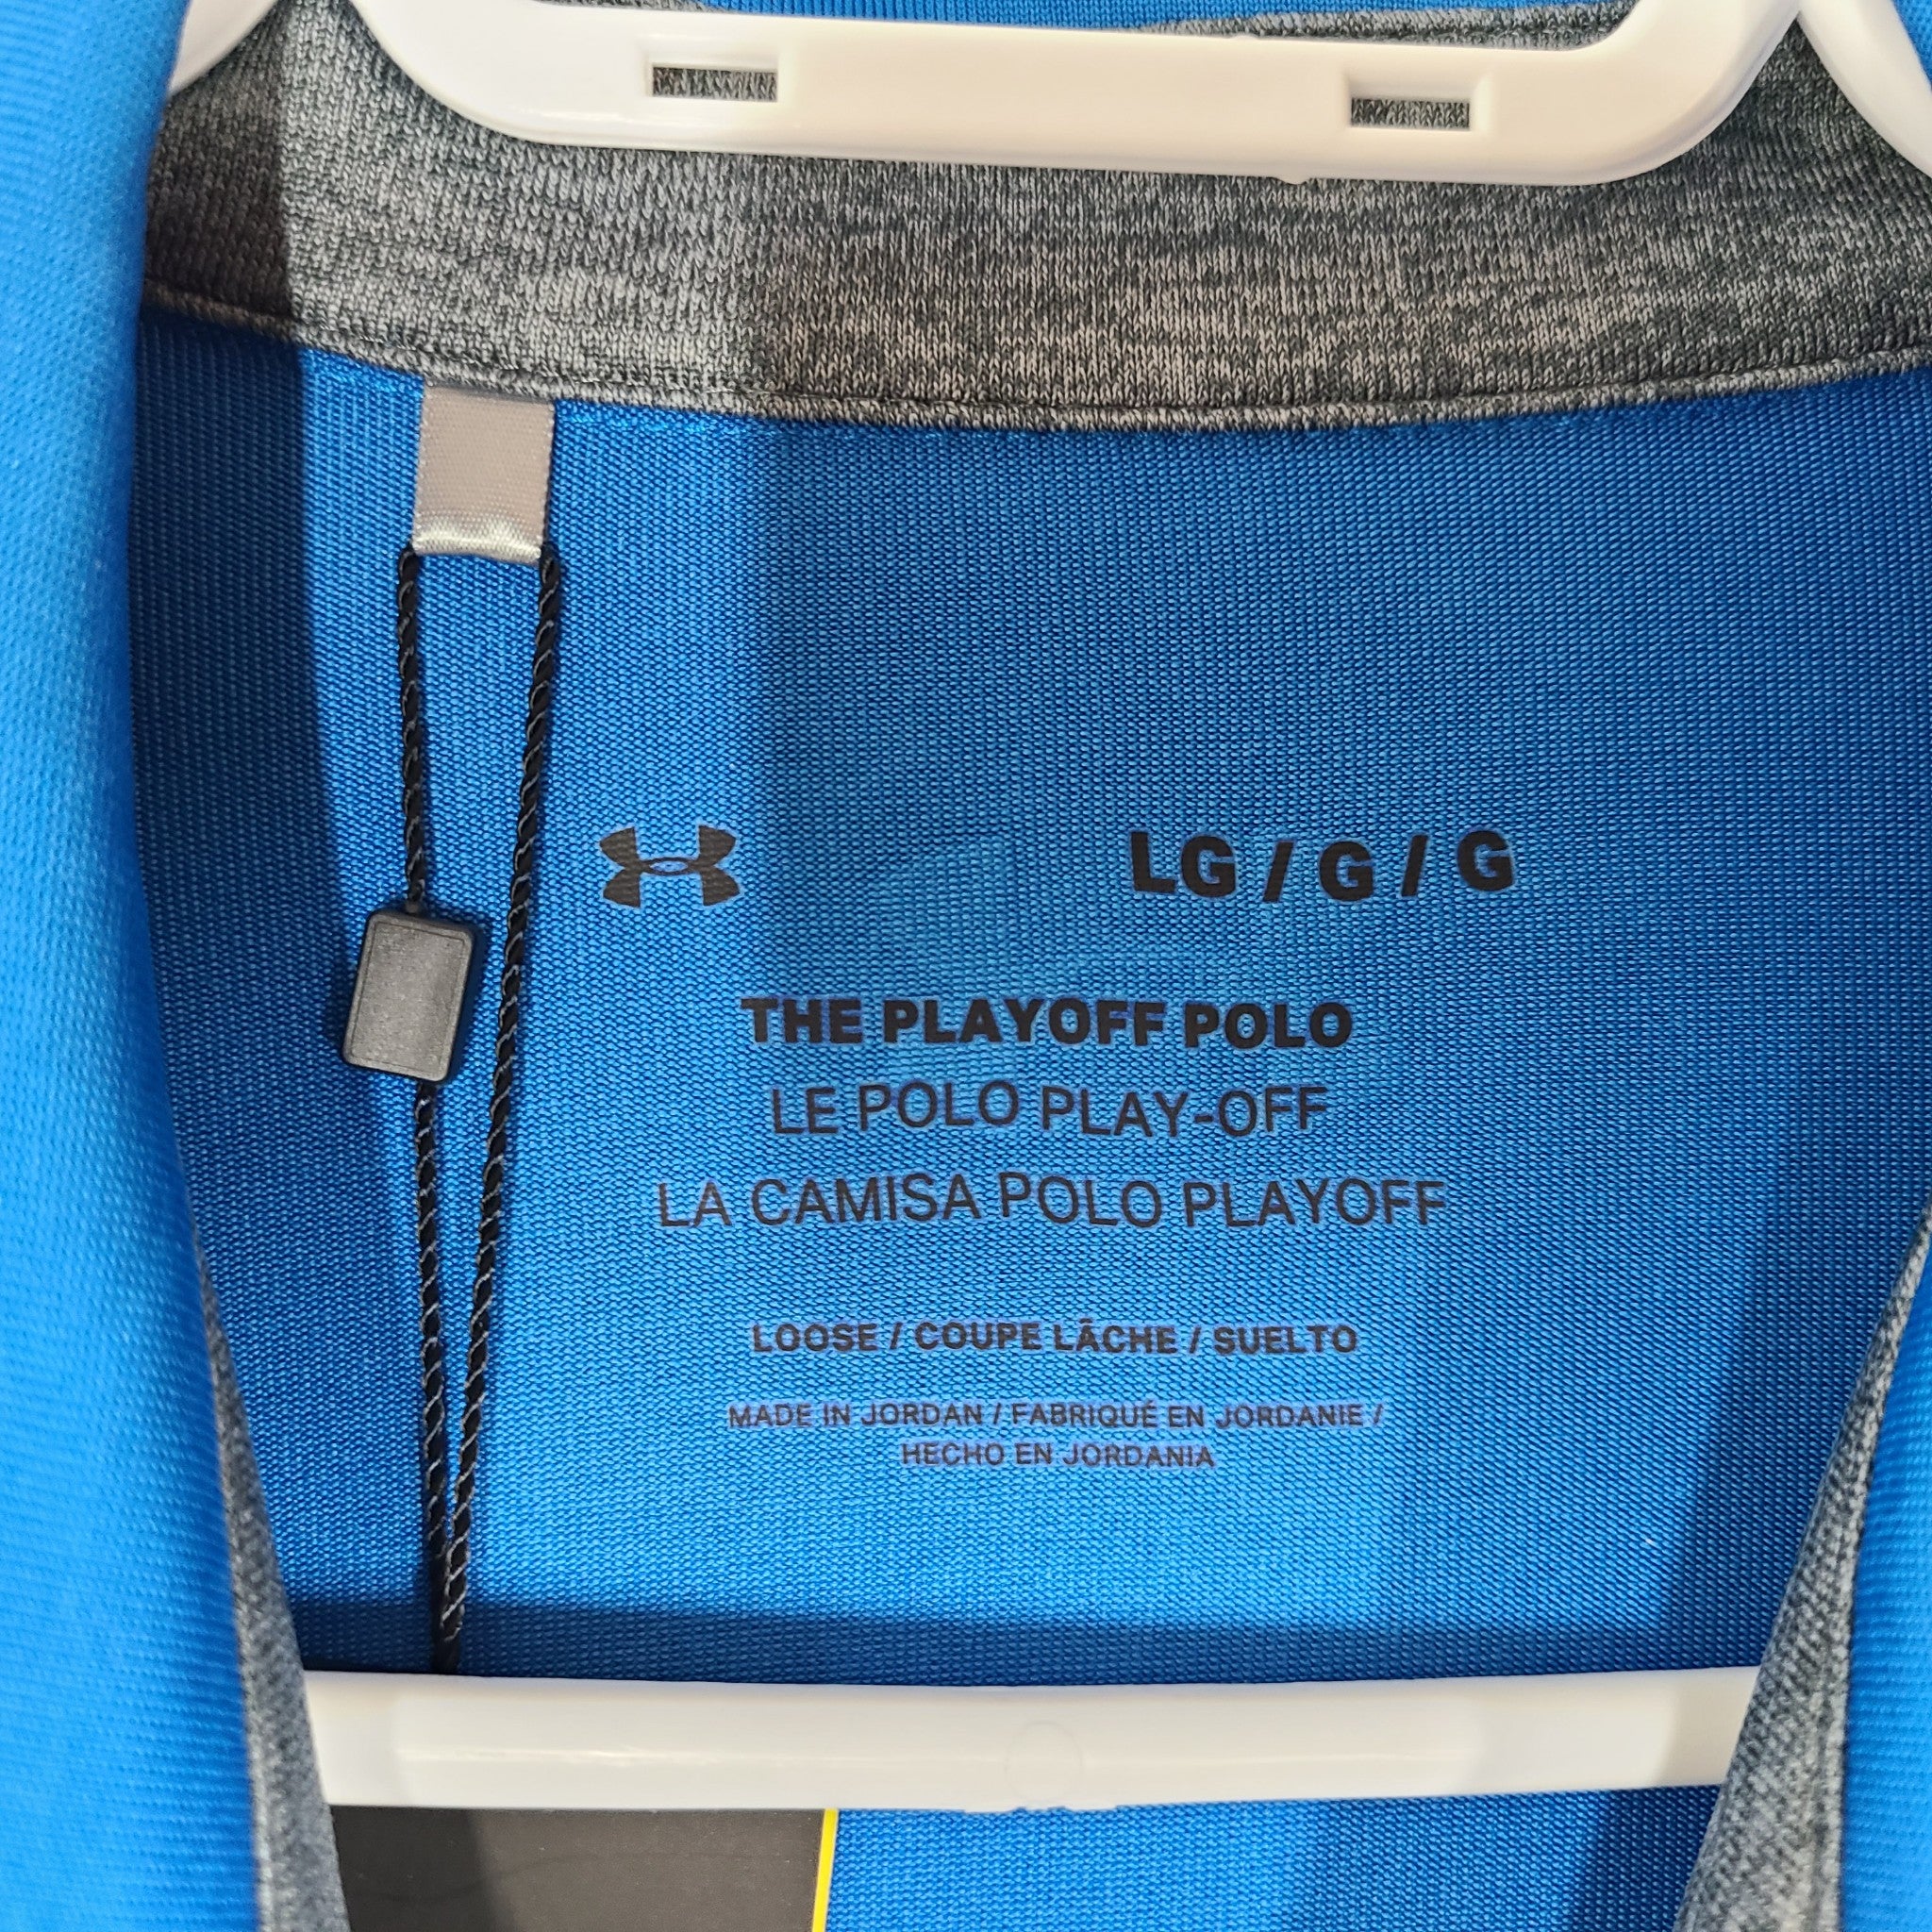 LG / G / G
THE PLAYOFF POLO
LE POLO PLAY-OFF
LA CAMISA POLO PLAYOFF
LOOSE / COUPE LÂCHE / SUELTO
MADE IN JORDAN / FABRIQUÉ EN JORDANIE /
HECHO EN JORDANIA